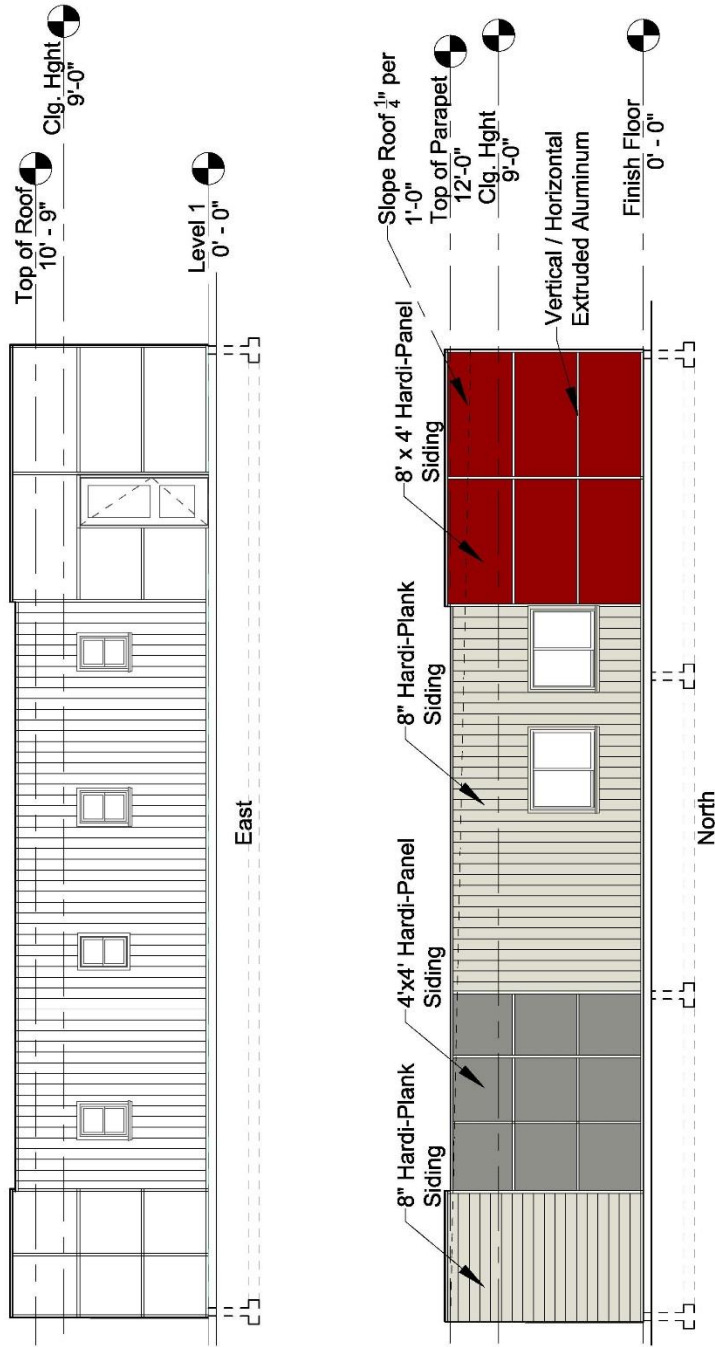 Top of Roof
10' - 9"
Clg. Hght
9'-0"
Level 1
0' - 0"
East
8" Hardi-Plank
Siding
4'x4' Hardi-Panel
Siding
8" Hardi-Plank
Siding
8' x 4' Hardi-Panel
Siding
Slope Roof 1/4" per
1'-0"
Top of Parapet
12'-0"
Clg. Hght
9'-0"
Vertical / Horizontal
Extruded Aluminum
Finish Floor
0' - 0"
North